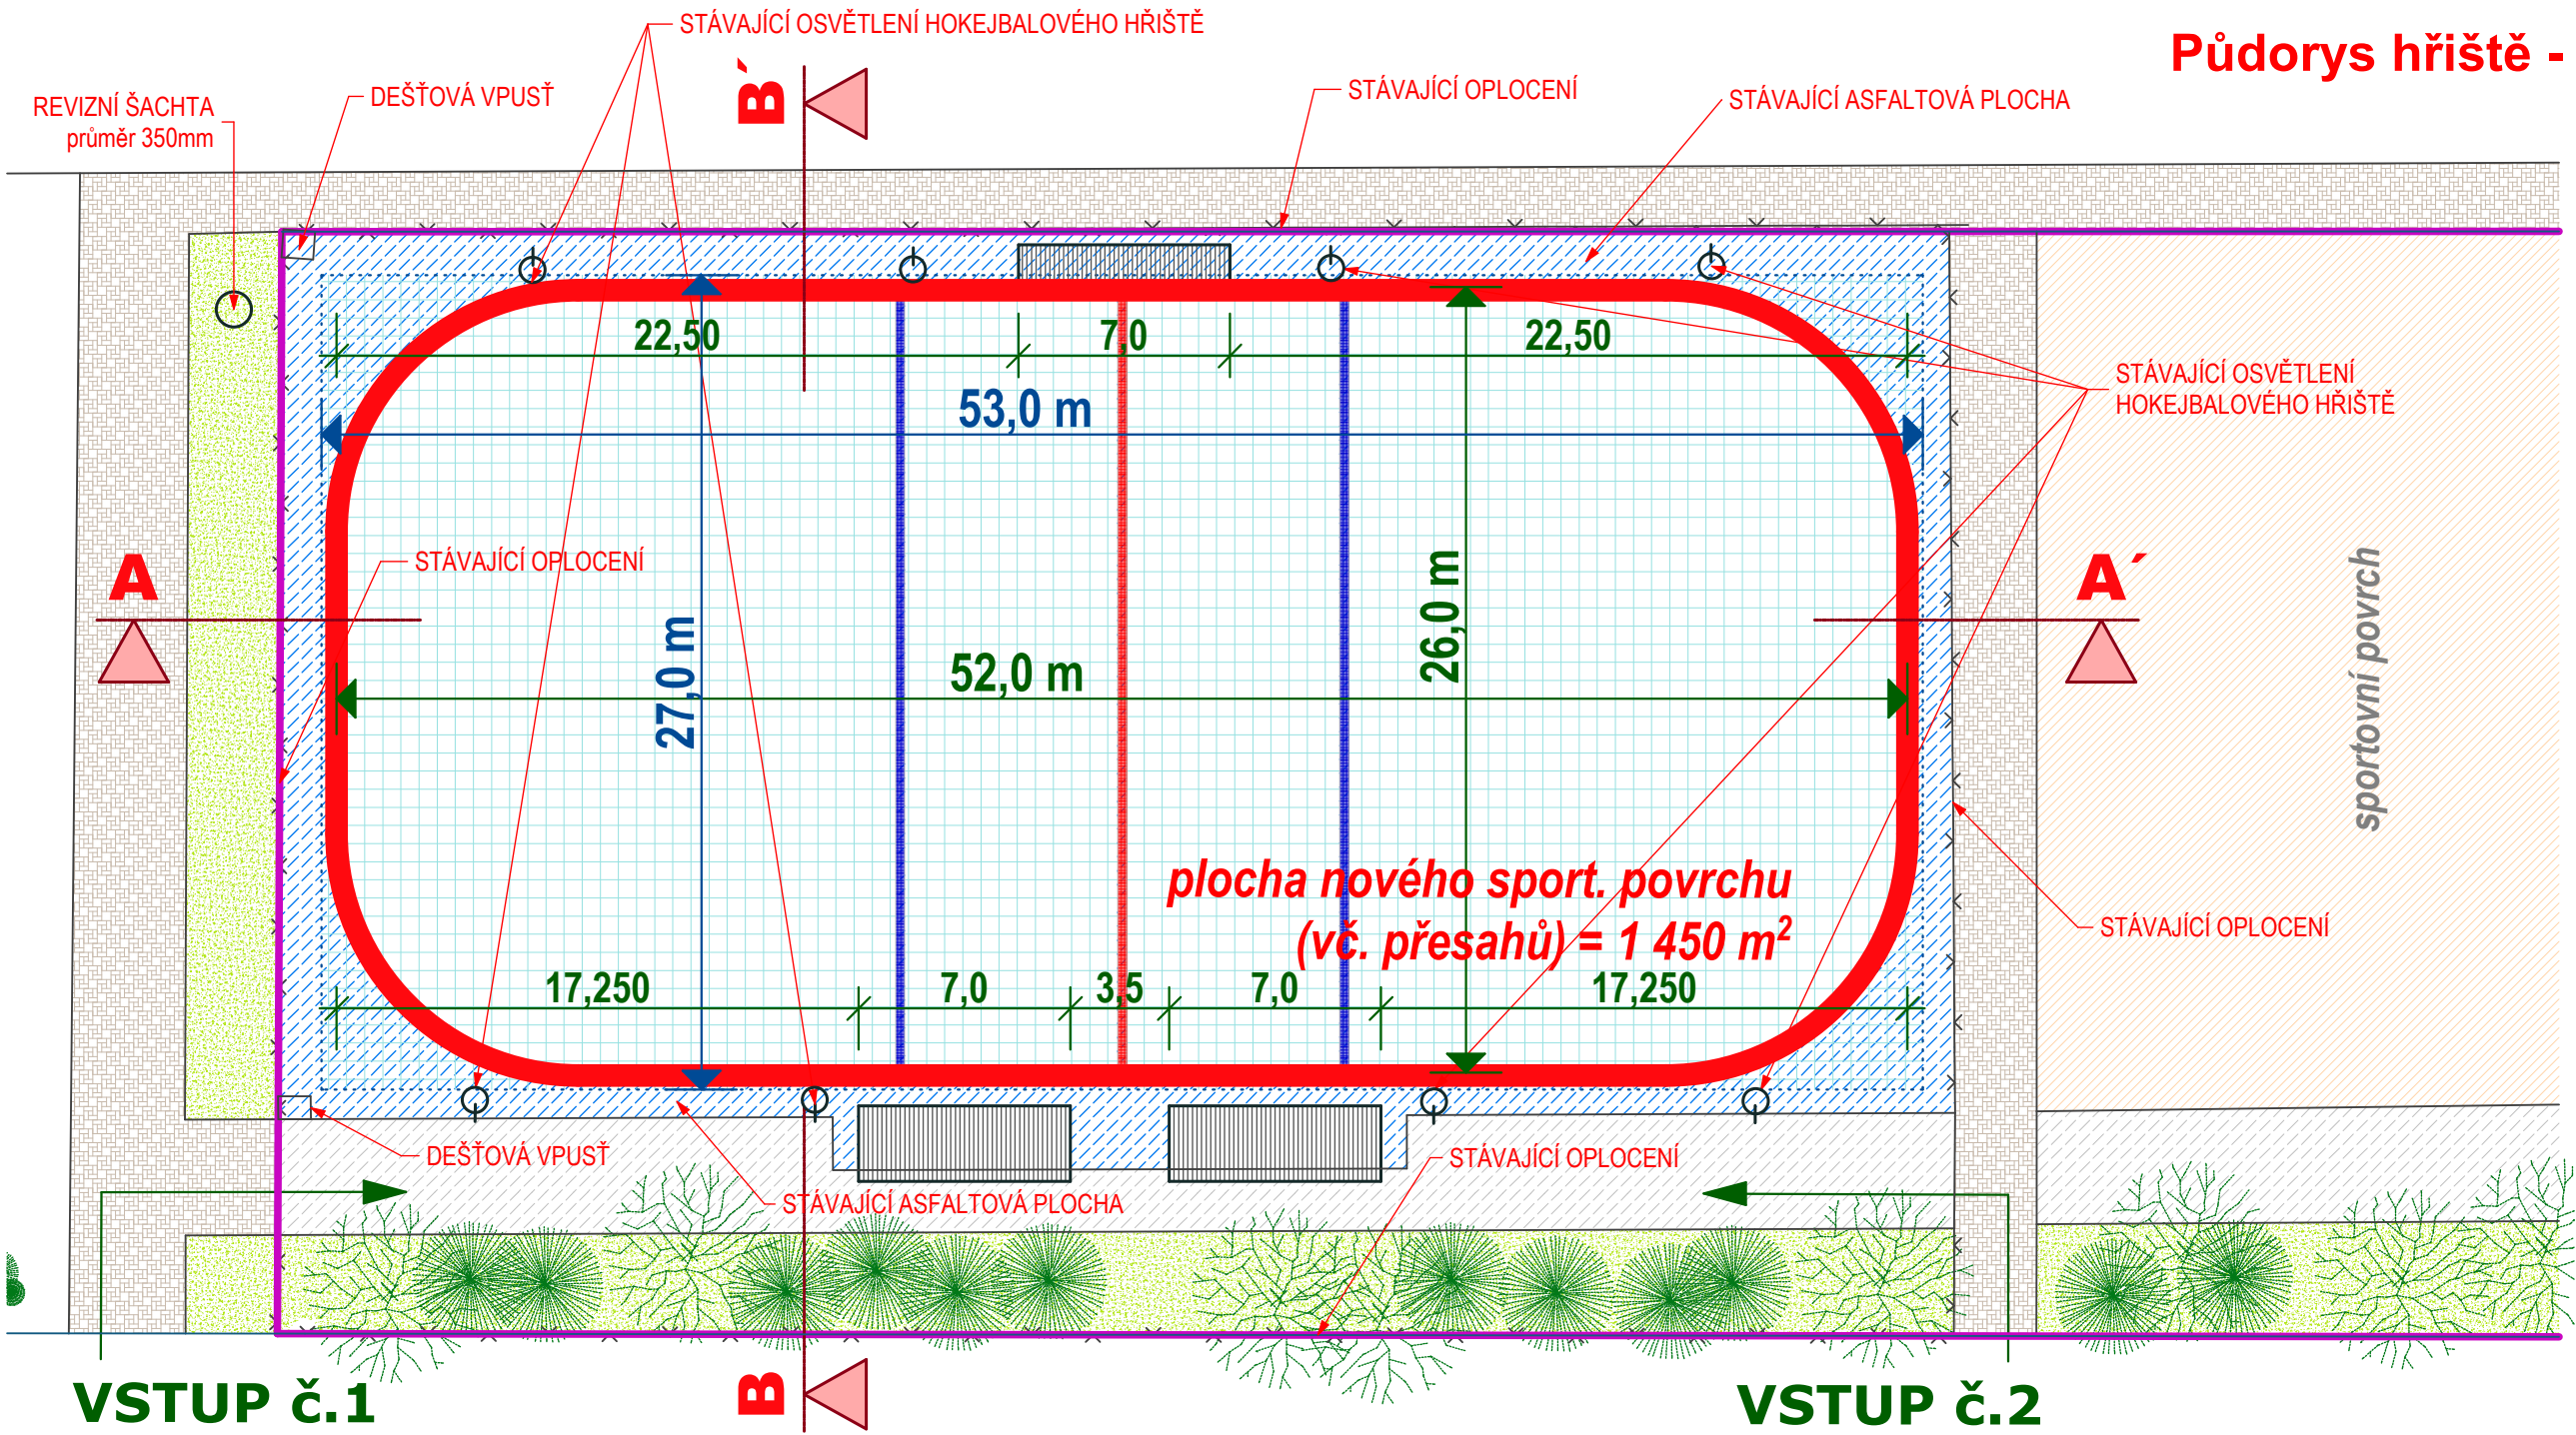 STÁVAJÍCÍ OSVĚTLENÍ HOKEJBALOVÉHO HŘIŠTĚ
Půdorys hřiště -
B´
DEŠŤOVÁ VPUSŤ
STÁVAJÍCÍ OPLOCENÍ
STÁVAJÍCÍ ASFALTOVÁ PLOCHA
REVIZNÍ ŠACHTA
průměr 350mm
22,50
7,0
22,50
53,0 m
STÁVAJÍCÍ OSVĚTLENÍ
HOKEJBALOVÉHO HŘIŠTĚ
STÁVAJÍCÍ OPLOCENÍ
A
A´
27,0 m
52,0 m
26,0 m
sportovní povrch
plocha nového sport. povrchu
(vč. přesahů) = 1 450 m²
STÁVAJÍCÍ OPLOCENÍ
17,250
7,0
3,5
7,0
17,250
DEŠŤOVÁ VPUSŤ
STÁVAJÍCÍ OPLOCENÍ
STÁVAJÍCÍ ASFALTOVÁ PLOCHA
B
VSTUP č.1
VSTUP č.2